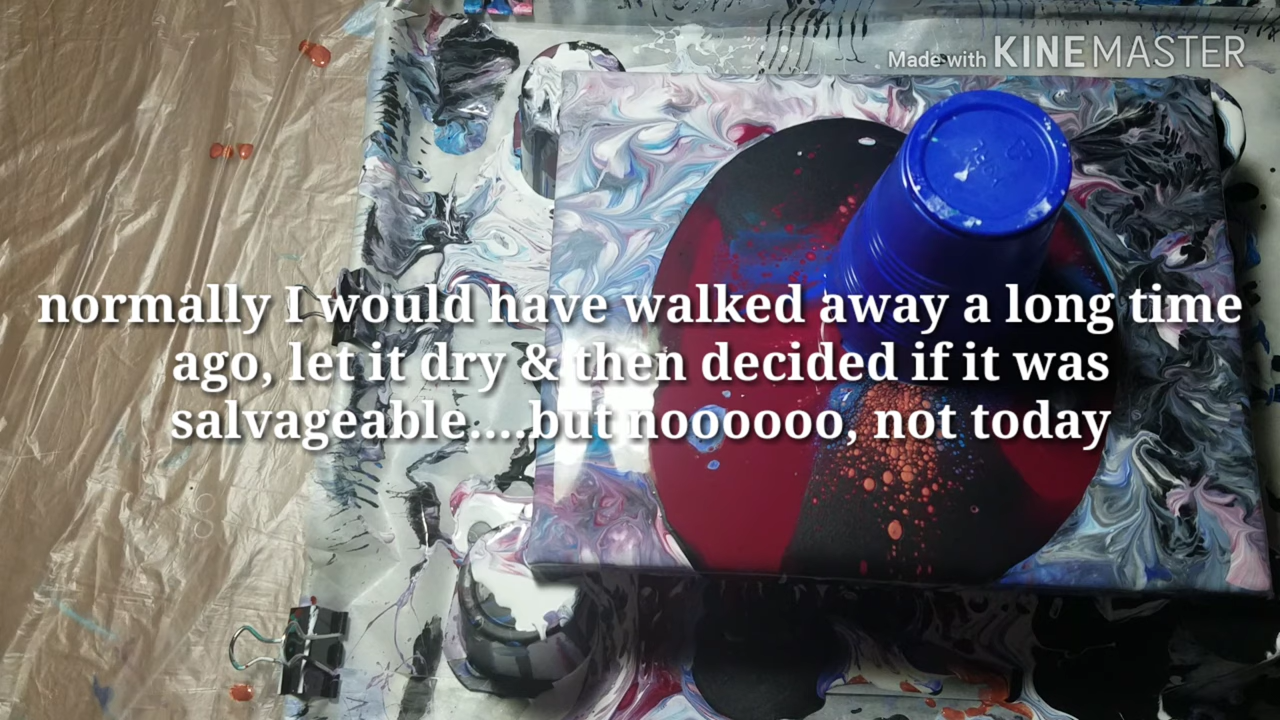 Made with KINEMASTER
normally I would have walked away a long time
ago, let it dry & then decided if it was
salvageable....but noooooo, not today